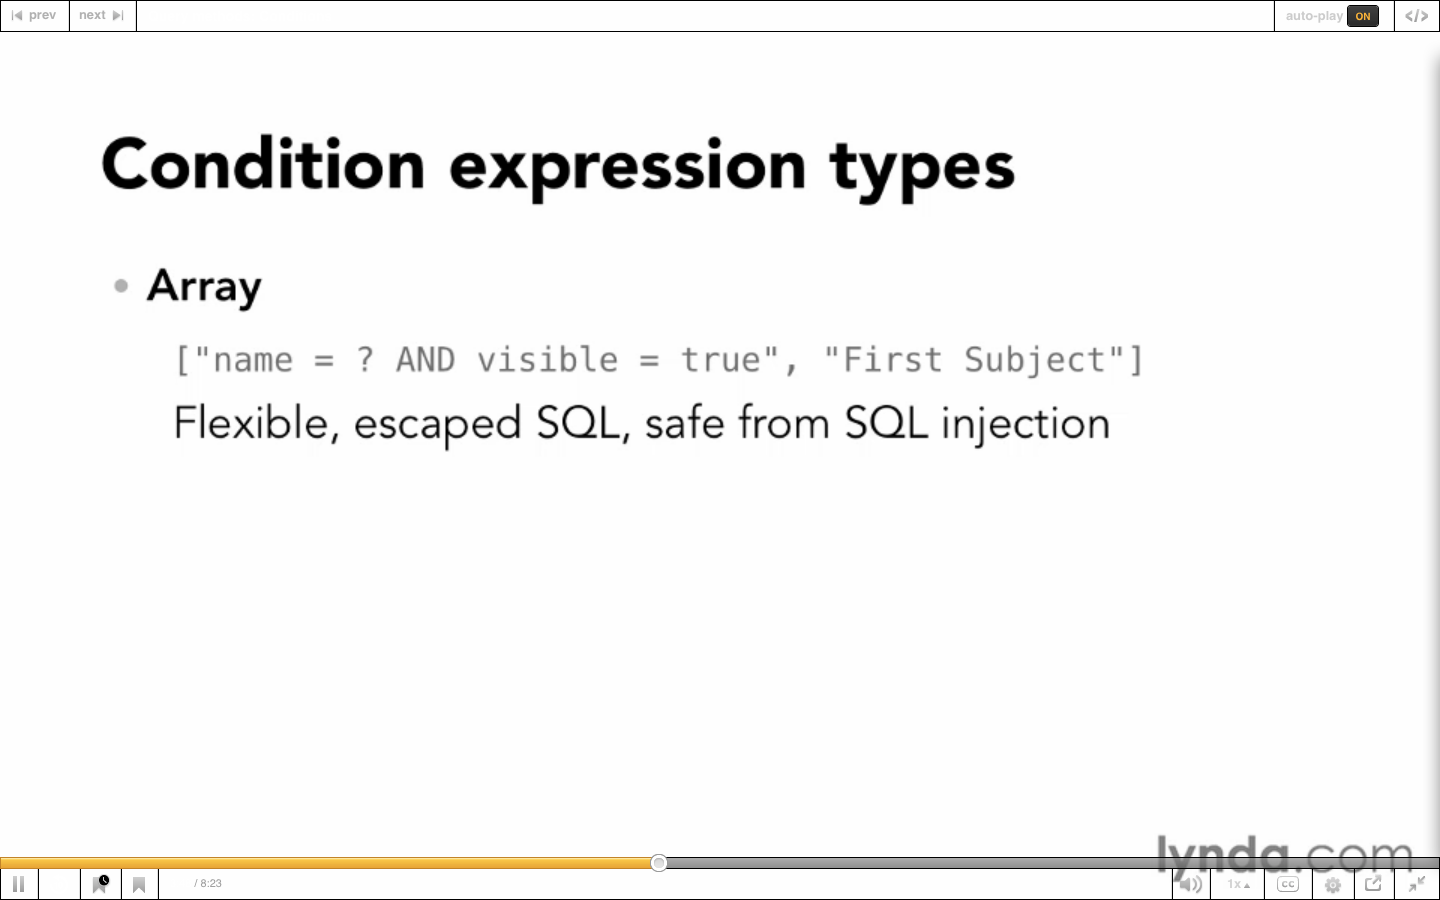 prev
next
auto-play ON
</>
Condition expression types
• Array
["name = ? AND visible = true", "First Subject"]
Flexible, escaped SQL, safe from SQL injection
lynda.com
/ 8:23
1x
CC